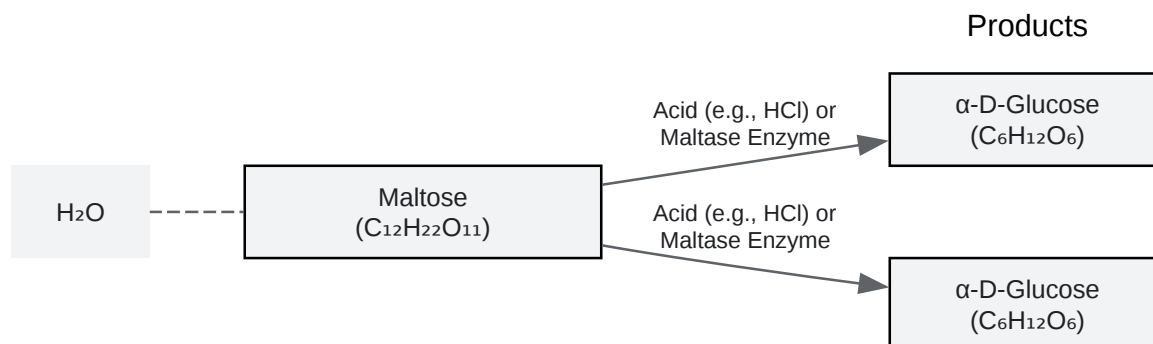 Products
α-D-Glucose
(C₆H₁₂O₆)
Acid (e.g., HCl) or
Maltase Enzyme
H₂O
Maltose
(C₁₂H₂₂O₁₁)
Acid (e.g., HCl) or
Maltase Enzyme
α-D-Glucose
(C₆H₁₂O₆)